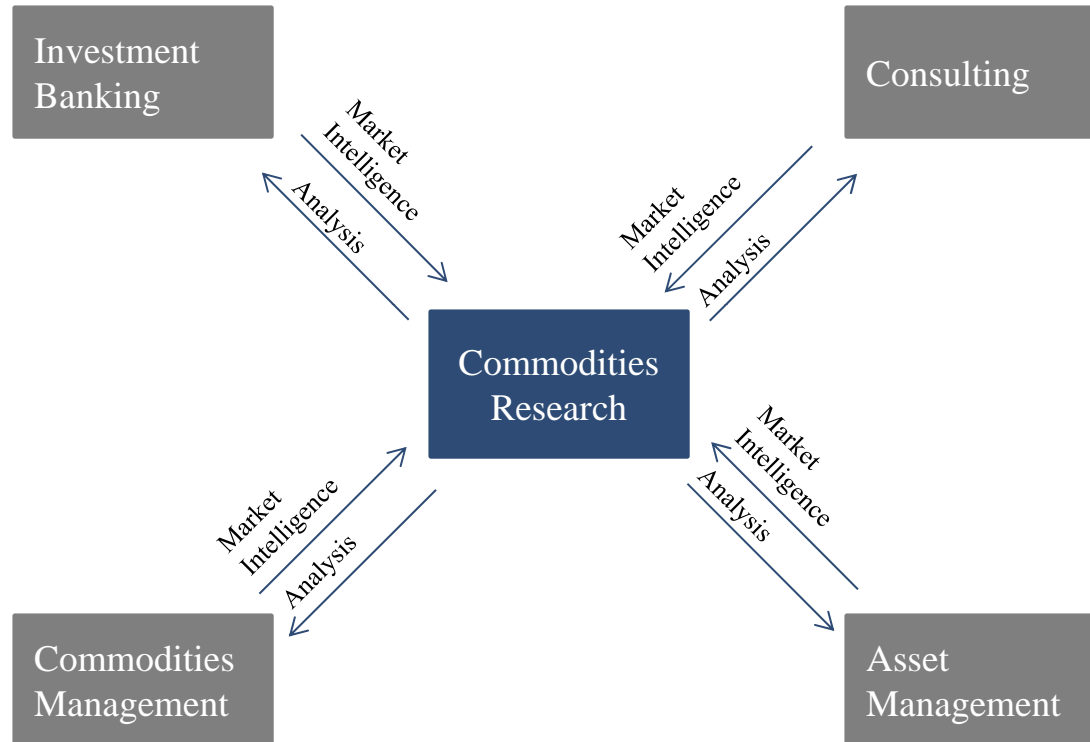 Investment
Banking
Consulting
Market
Intelligence
Analysis
Market
Intelligence
Analysis
Commodities
Research
Market
Intelligence
Analysis
Market
Intelligence
Analysis
Commodities
Management
Asset
Management